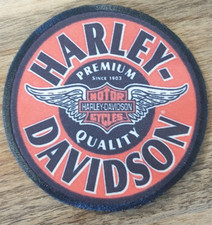 HARLEY-
PREMIUM
SINCE 1903
MOTOR
HARLEY-DAVIDSON
CYCLES
QUALITY
DAVIDSON